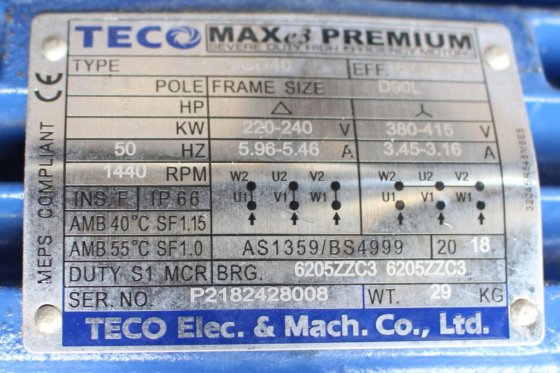 TECO MAXe3 PREMIUM
SEVERE DUTY HIGH EFFICIENCY MOTORS
TYPE EFF.
POLE FRAME SIZE D90L
2 HP △ Y
KW 220-240 V 380-415 V
50 HZ 5.96-5.46 A 3.45-3.16 A
1440 RPM
W2 U2 V2 W2 U2 V2
U1 V1 W1 U1 V1 W1
INS. F IP 66
AMB 40°C SF1.15
AMB 55°C SF1.0 AS1359/BS4999 20 18
DUTY S1 MCR BRG. 6205ZZC3 6205ZZC3
SER. NO. P2182428008 WT. 29 KG
TECO Elec. & Mach. Co., Ltd.
MEPS COMPLIANT CE